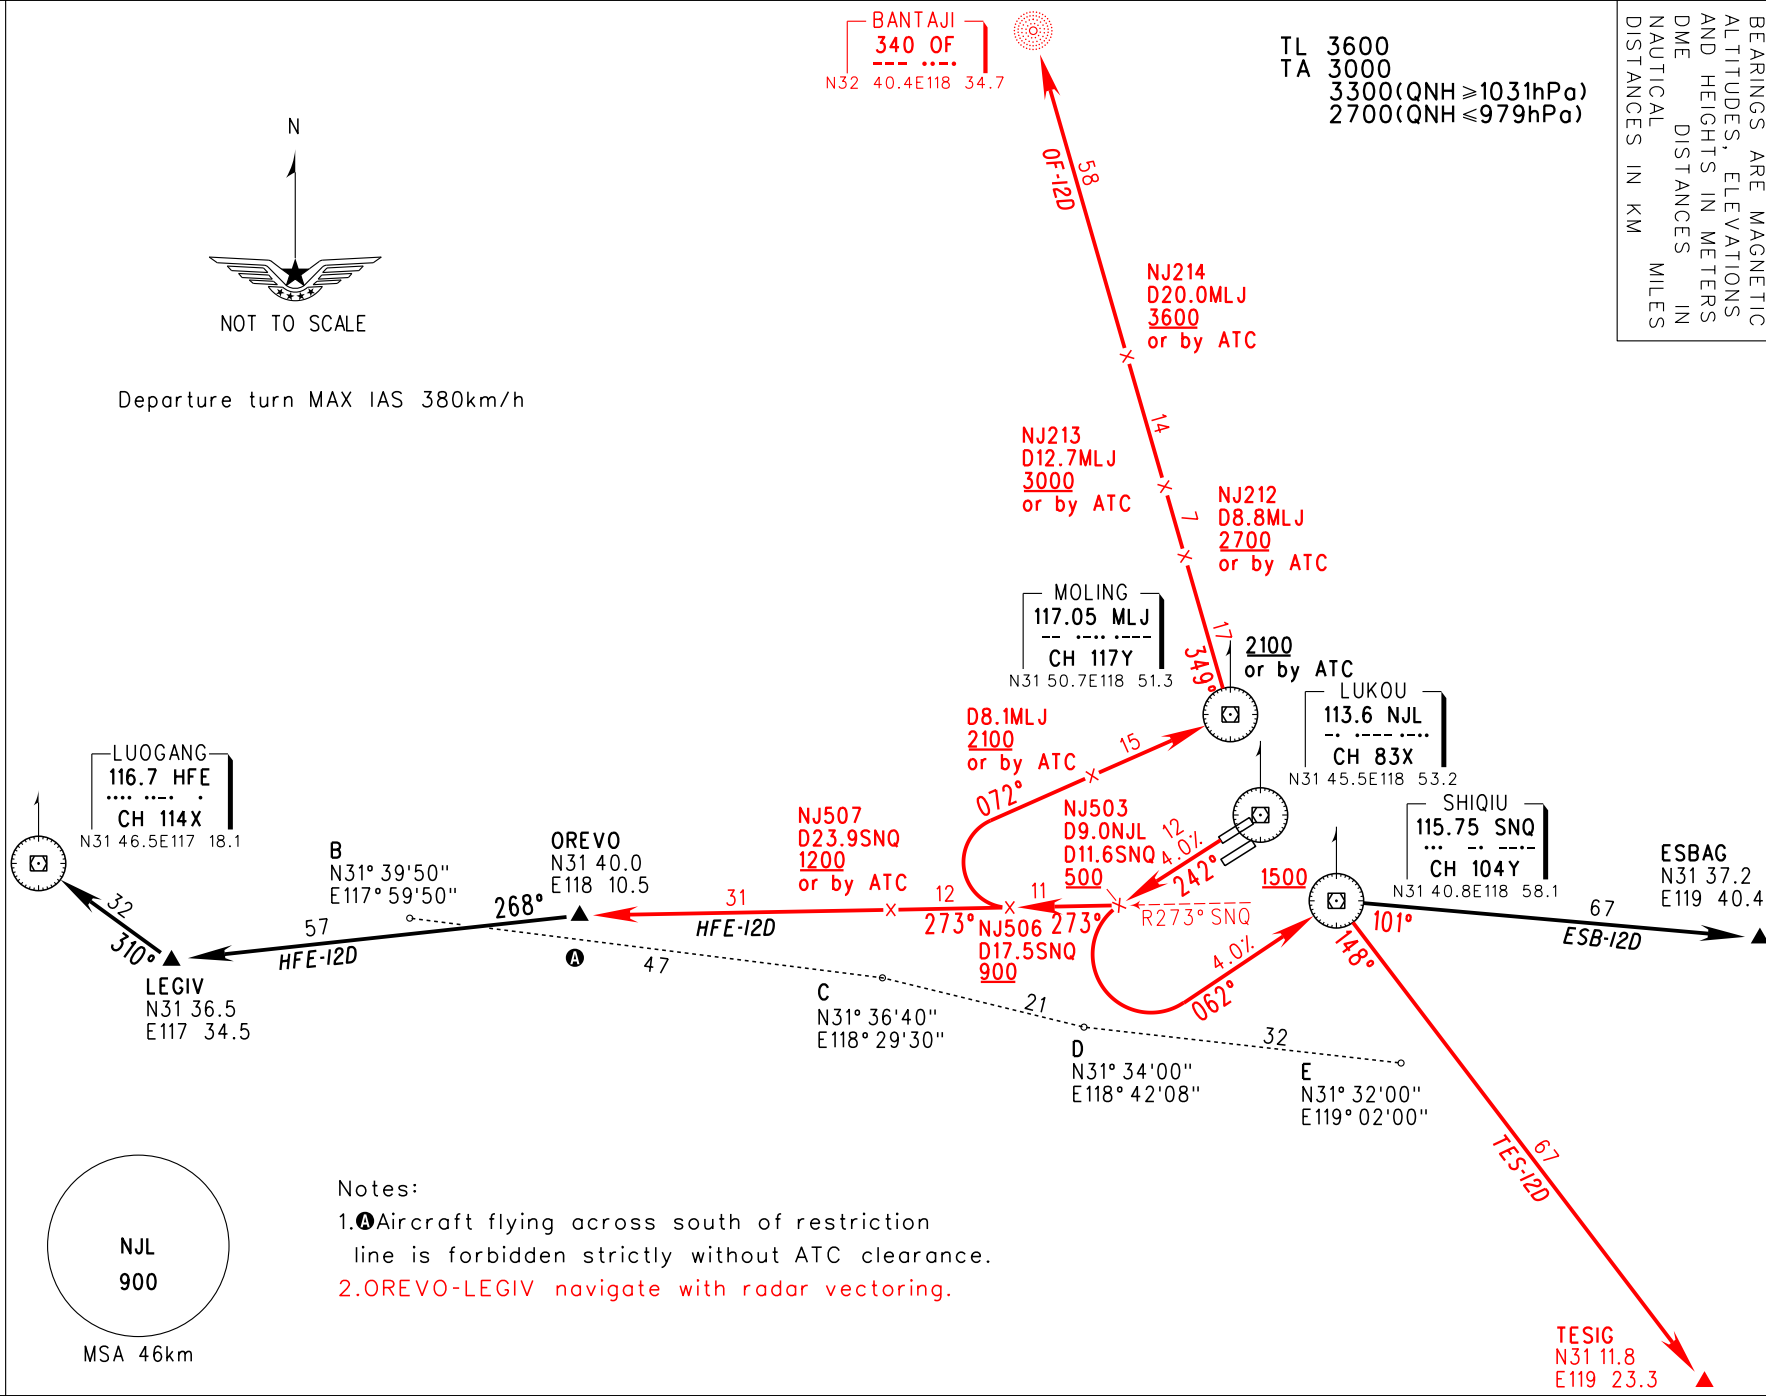 BANTAJI
340 OF
N32 40.4E118 34.7
TL 3600
TA 3000
3300(QNH ≥1031hPa)
2700(QNH ≤979hPa)
BEARINGS ARE MAGNETIC
ALTITUDES, ELEVATIONS
AND HEIGHTS IN METERS
DME DISTANCES IN
NAUTICAL MILES
DISTANCES IN KM
N
NOT TO SCALE
Departure turn MAX IAS 380km/h
58
OF-12D
NJ214
D20.0MLJ
3600
or by ATC
14
NJ213
D12.7MLJ
3000
or by ATC
7
NJ212
D8.8MLJ
2700
or by ATC
MOLING
117.05 MLJ
CH 117Y
N31 50.7E118 51.3
17
349°
2100
or by ATC
LUKOU
113.6 NJL
CH 83X
N31 45.5E118 53.2
D8.1MLJ
2100
or by ATC
15
072°
LUOGANG
116.7 HFE
CH 114X
N31 46.5E117 18.1
SHIQIU
115.75 SNQ
CH 104Y
N31 40.8E118 58.1
NJ507
D23.9SNQ
1200
or by ATC
NJ503
D9.0NJL
D11.6SNQ
500
12
4.0%
242°
1500
ESBAG
N31 37.2
E119 40.4
B
N31° 39'50"
E117° 59'50"
OREVO
N31 40.0
E118 10.5
32
310°
57
HFE-12D
268°
31
HFE-12D
12
273°
11
273°
NJ506
D17.5SNQ
900
R273° SNQ
101°
67
ESB-12D
148°
4.0%
062°
LEGIV
N31 36.5
E117 34.5
A
47
C
N31° 36'40"
E118° 29'30"
21
D
N31° 34'00"
E118° 42'08"
32
E
N31° 32'00"
E119° 02'00"
67
TES-12D
NJL
900
MSA 46km
Notes:
1.AAircraft flying across south of restriction
line is forbidden strictly without ATC clearance.
2.OREVO-LEGIV navigate with radar vectoring.
TESIG
N31 11.8
E119 23.3